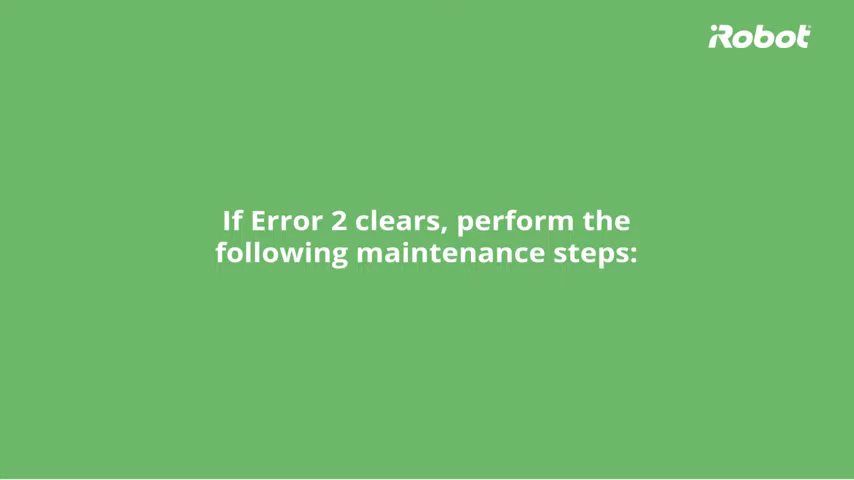 iRobot
If Error 2 clears, perform the
following maintenance steps: